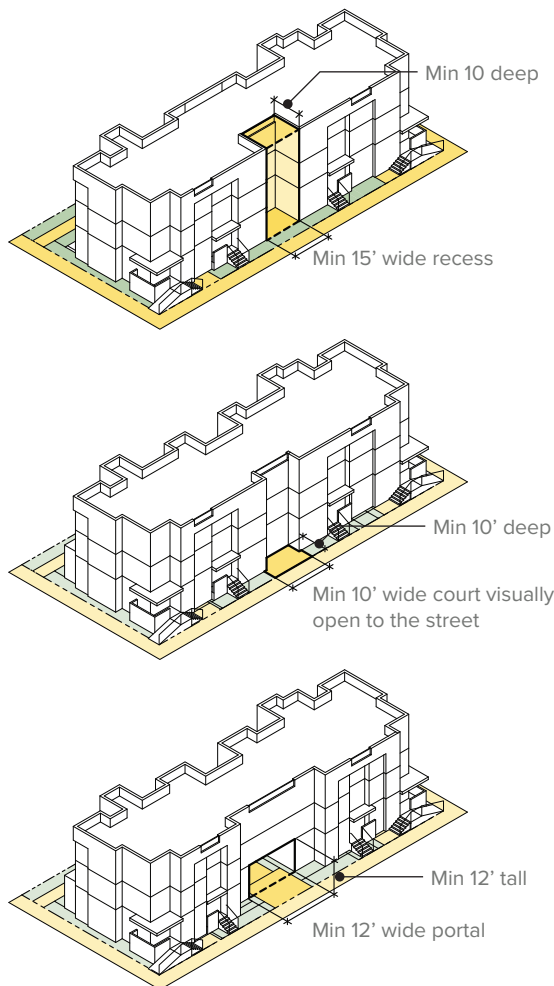 Min 10 deep
Min 15’ wide recess
Min 10’ deep
Min 10’ wide court visually
open to the street
Min 12’ tall
Min 12’ wide portal